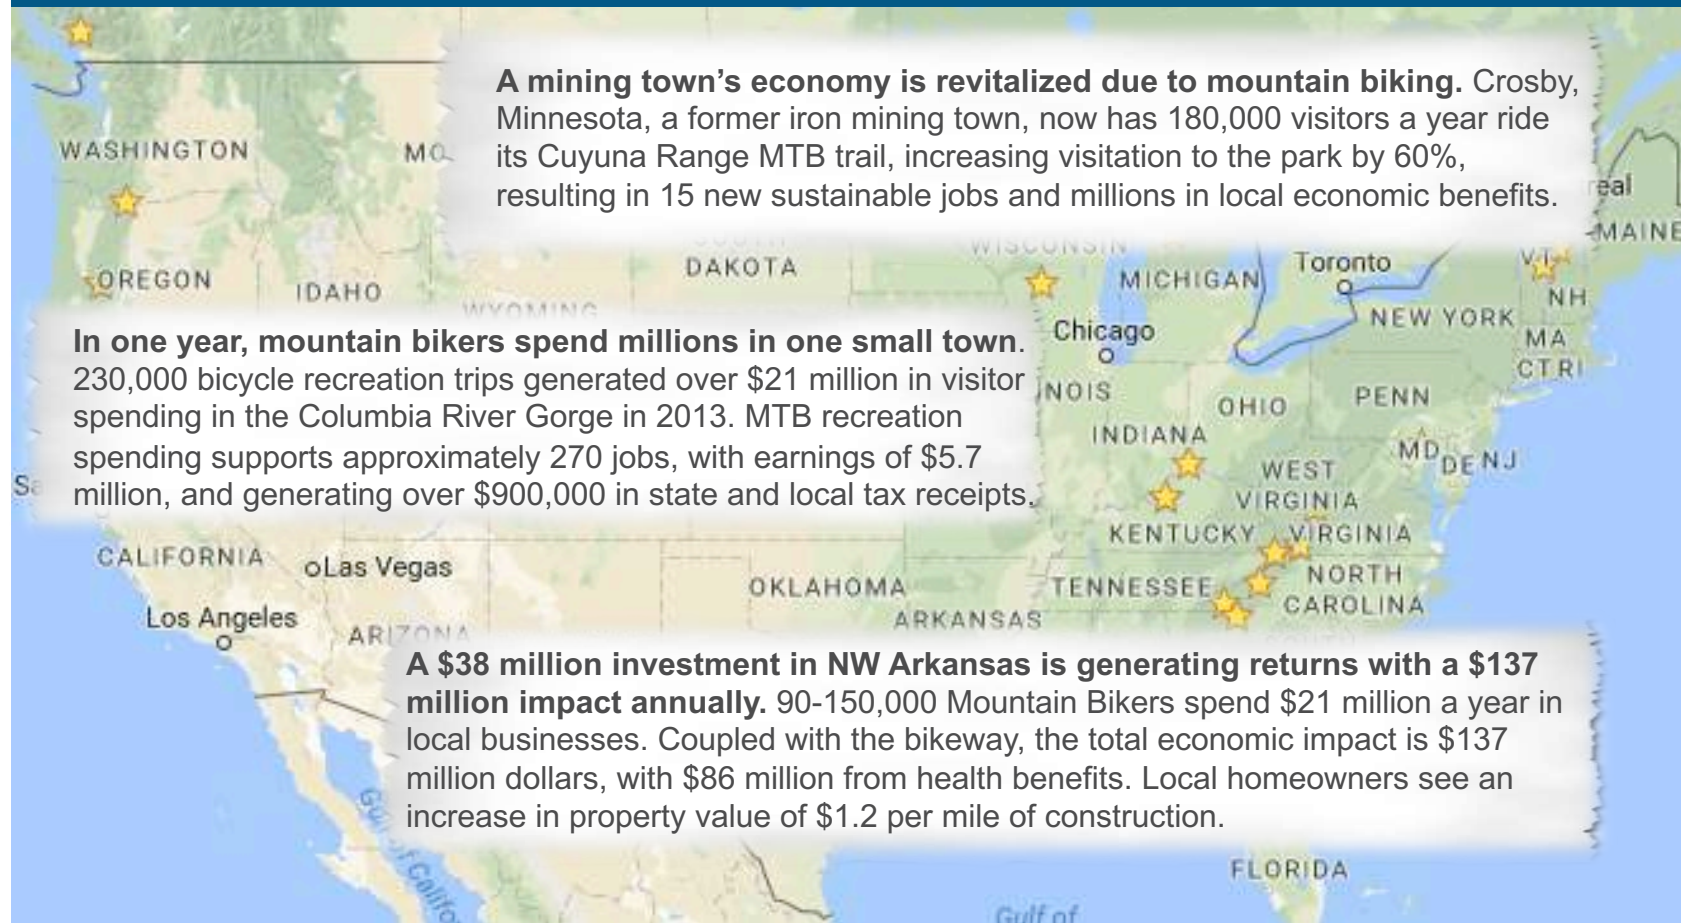 A mining town’s economy is revitalized due to mountain biking. Crosby,
Minnesota, a former iron mining town, now has 180,000 visitors a year ride
its Cuyuna Range MTB trail, increasing visitation to the park by 60%,
resulting in 15 new sustainable jobs and millions in local economic benefits.
WASHINGTON
MAINE
WISCONSIN
DAKOTA
Toronto
MICHIGAN
OREGON
IDAHO
NH
WYOMING
NEW YORK
Chicago
MA
CT RI
In one year, mountain bikers spend millions in one small town.
230,000 bicycle recreation trips generated over $21 million in visitor
spending in the Columbia River Gorge in 2013. MTB recreation
spending supports approximately 270 jobs, with earnings of $5.7
million, and generating over $900,000 in state and local tax receipts.
NOIS
PENN
OHIO
INDIANA
MD
DE NJ
WEST
VIRGINIA
KENTUCKY
VIRGINIA
CALIFORNIA
Las Vegas
OKLAHOMA
TENNESSEE
NORTH
CAROLINA
Los Angeles
ARKANSAS
ARIZONA
A $38 million investment in NW Arkansas is generating returns with a $137
million impact annually. 90-150,000 Mountain Bikers spend $21 million a year in
local businesses. Coupled with the bikeway, the total economic impact is $137
million dollars, with $86 million from health benefits. Local homeowners see an
increase in property value of $1.2 per mile of construction.
FLORIDA
Gulf of